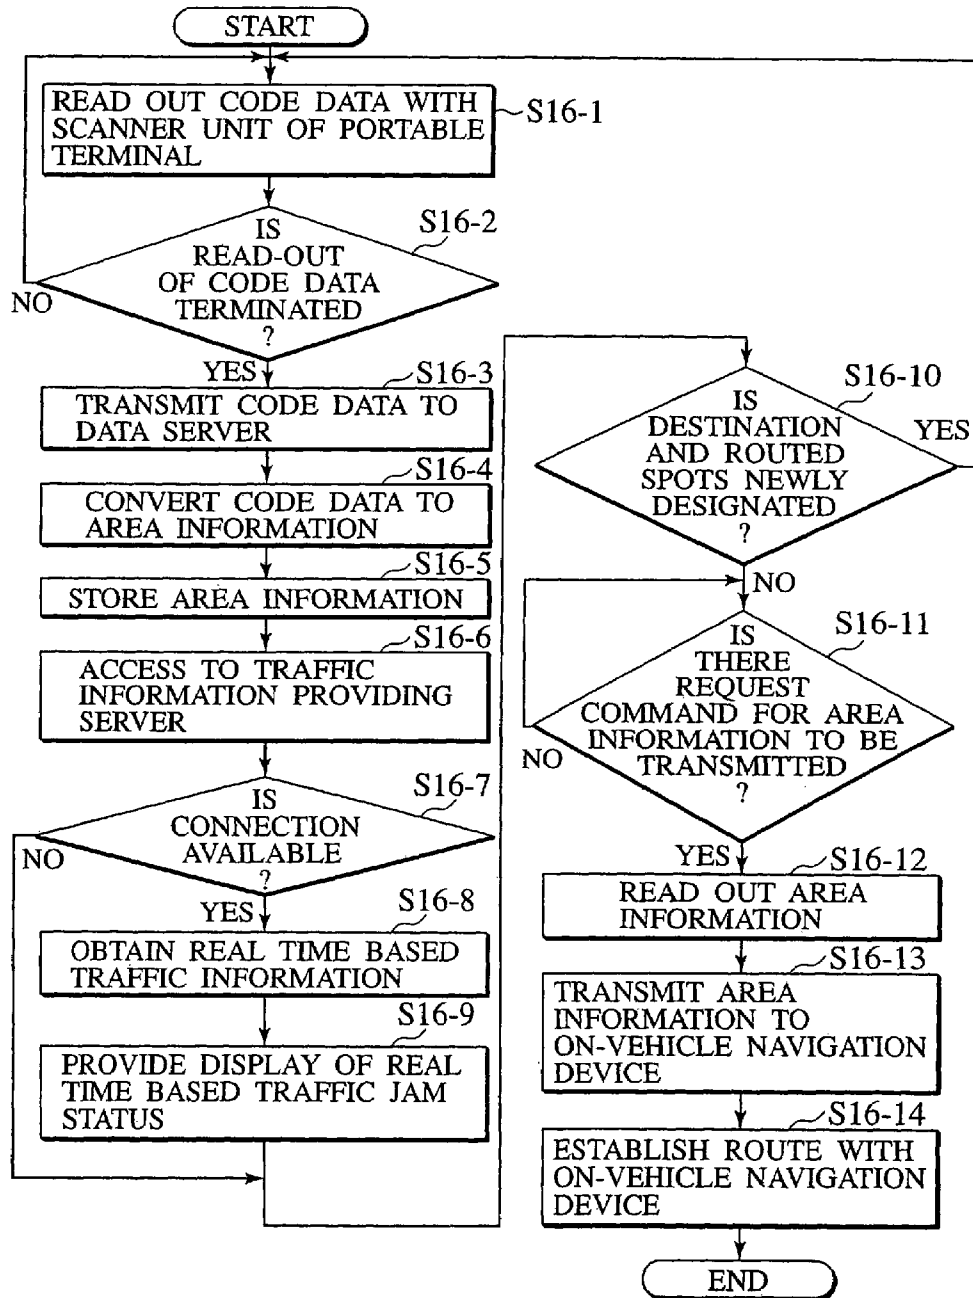 START
READ OUT CODE DATA WITH
SCANNER UNIT OF PORTABLE
TERMINAL
S16-1
IS
READ-OUT
OF CODE DATA
TERMINATED
?
S16-2
NO
YES
S16-3
TRANSMIT CODE DATA TO
DATA SERVER
S16-4
CONVERT CODE DATA TO
AREA INFORMATION
S16-5
STORE AREA INFORMATION
S16-6
ACCESS TO TRAFFIC
INFORMATION PROVIDING
SERVER
S16-7
IS
CONNECTION
AVAILABLE
?
NO
YES
S16-8
OBTAIN REAL TIME BASED
TRAFFIC INFORMATION
S16-9
PROVIDE DISPLAY OF REAL
TIME BASED TRAFFIC JAM
STATUS
S16-10
IS
DESTINATION
AND ROUTED
SPOTS NEWLY
DESIGNATED
?
YES
NO
S16-11
IS
THERE
REQUEST
COMMAND FOR AREA
INFORMATION TO BE
TRANSMITTED
?
NO
YES
S16-12
READ OUT AREA
INFORMATION
S16-13
TRANSMIT AREA
INFORMATION TO
ON-VEHICLE NAVIGATION
DEVICE
S16-14
ESTABLISH ROUTE WITH
ON-VEHICLE NAVIGATION
DEVICE
END